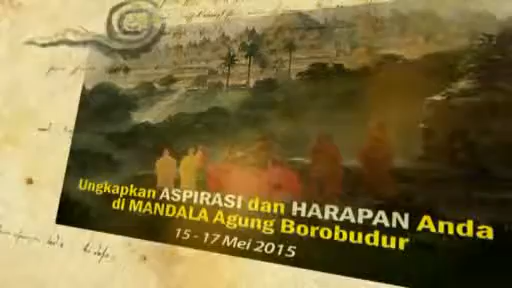 Ungkapkan ASPIRASI dan HARAPAN Anda
di MANDALA Agung Borobudur
15 - 17 Mei 2015